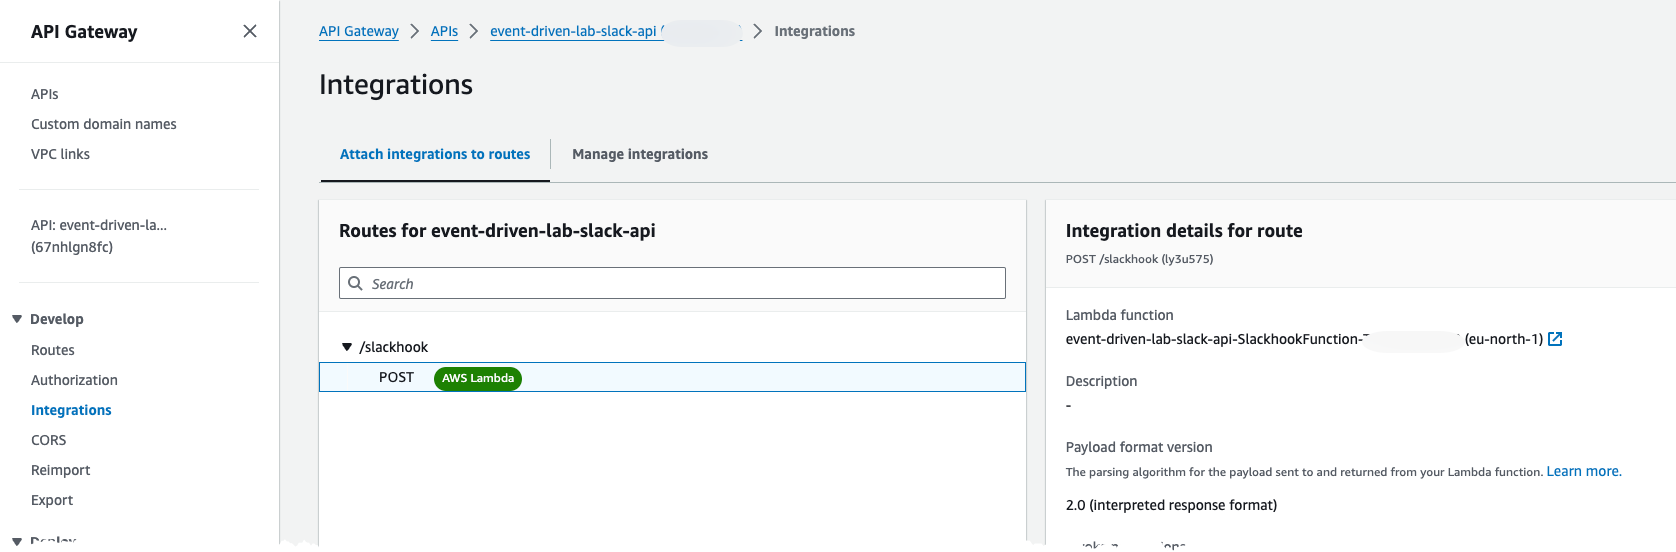 API Gateway
APIs
Custom domain names
VPC links
API: event-driven-la...
(67nhlgn8fc)
Develop
Routes
Authorization
Integrations
CORS
Reimport
Export
API Gateway > APIs > event-driven-lab-slack-api ( > Integrations
Integrations
Attach integrations to routes
Manage integrations
Routes for event-driven-lab-slack-api
Search
/slackhook
POST AWS Lambda
Integration details for route
POST /slackhook (ly3u575)
Lambda function
event-driven-lab-slack-api-SlackhookFunction- (eu-north-1)
Description
-
Payload format version
The parsing algorithm for the payload sent to and returned from your Lambda function. Learn more.
2.0 (interpreted response format)